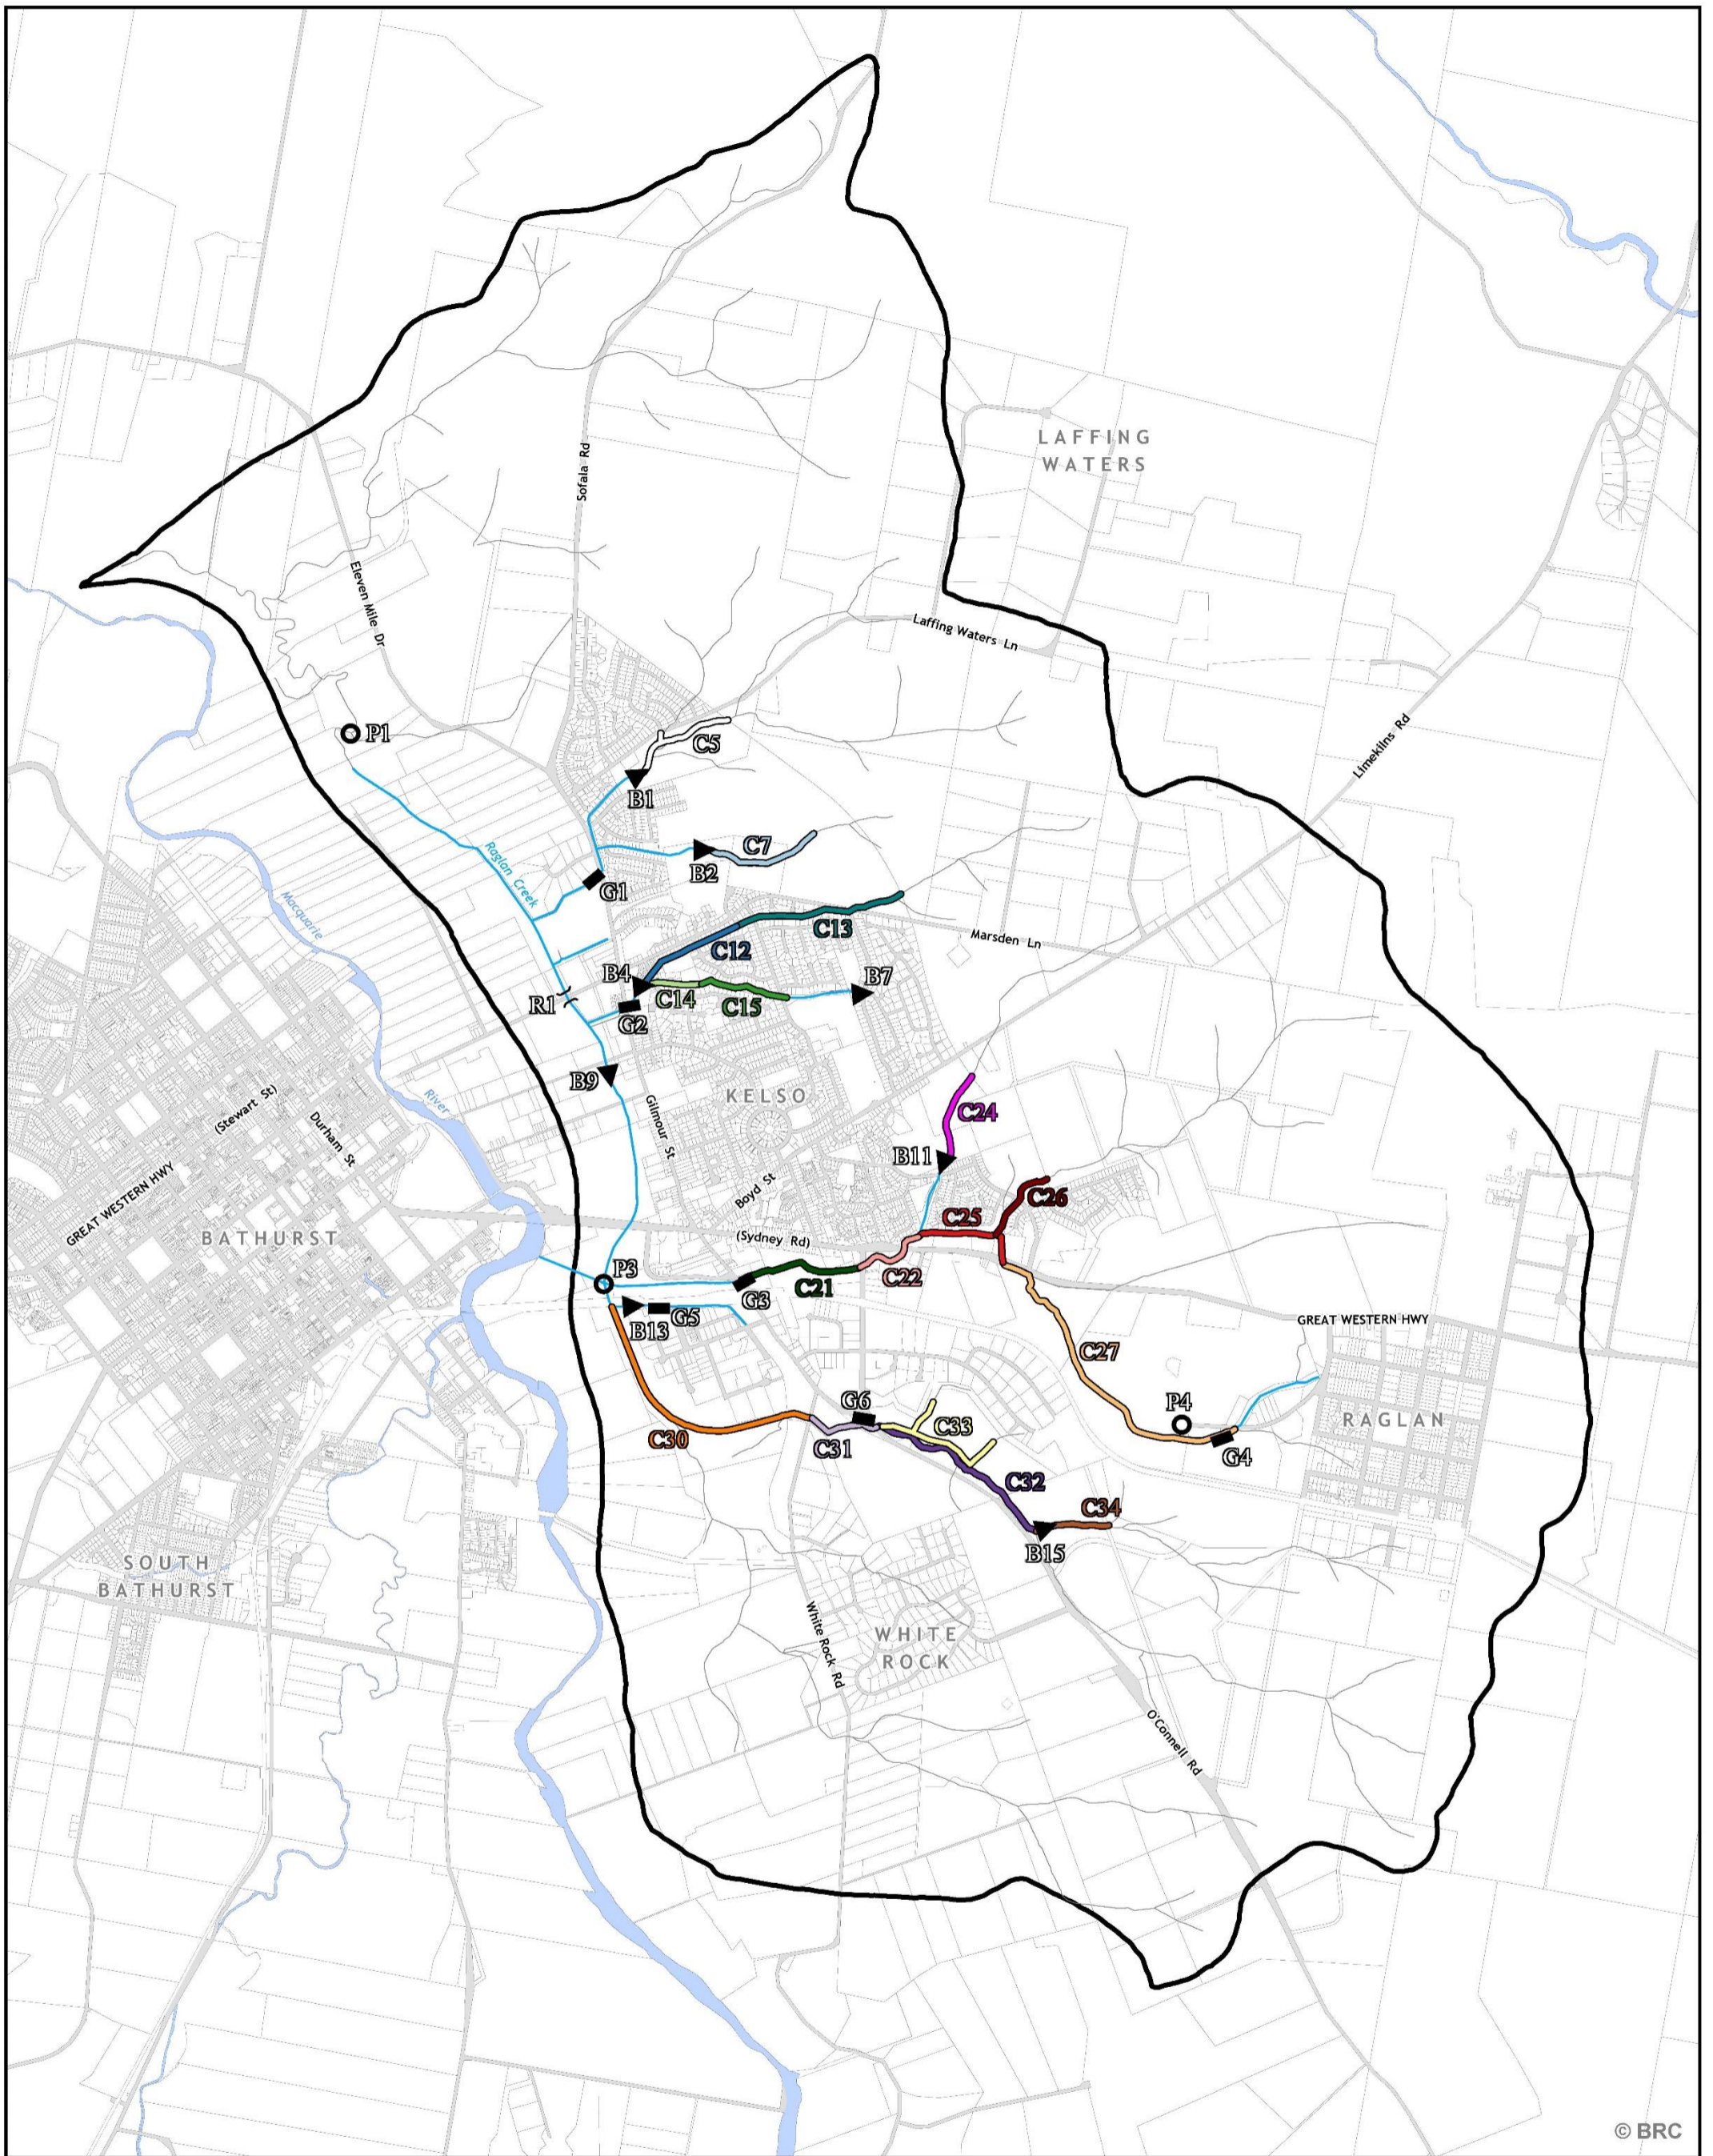 LAFFING
WATERS
Sofala Rd
Eleven Mile Dr
Laffing Waters Ln
Limekilns Rd
P1
C5
B1
C7
B2
Raglan Creek
G1
Macquarie
C13
C12
Marsden Ln
B4
B7
R1
C14
C15
G2
B9
KELSO
River
(Stewart St)
Durham St
Gilmour St
C24
B11
Boyd St
GREAT WESTERN HWY
C26
C25
BATHURST
(Sydney Rd)
P3
C22
C21
G3
G5
B13
GREAT WESTERN HWY
C27
G6
P4
C33
RAGLAN
C30
C31
G4
C32
C34
B15
SOUTH
BATHURST
White Rock Rd
WHITE
ROCK
O'Connell Rd
© BRC